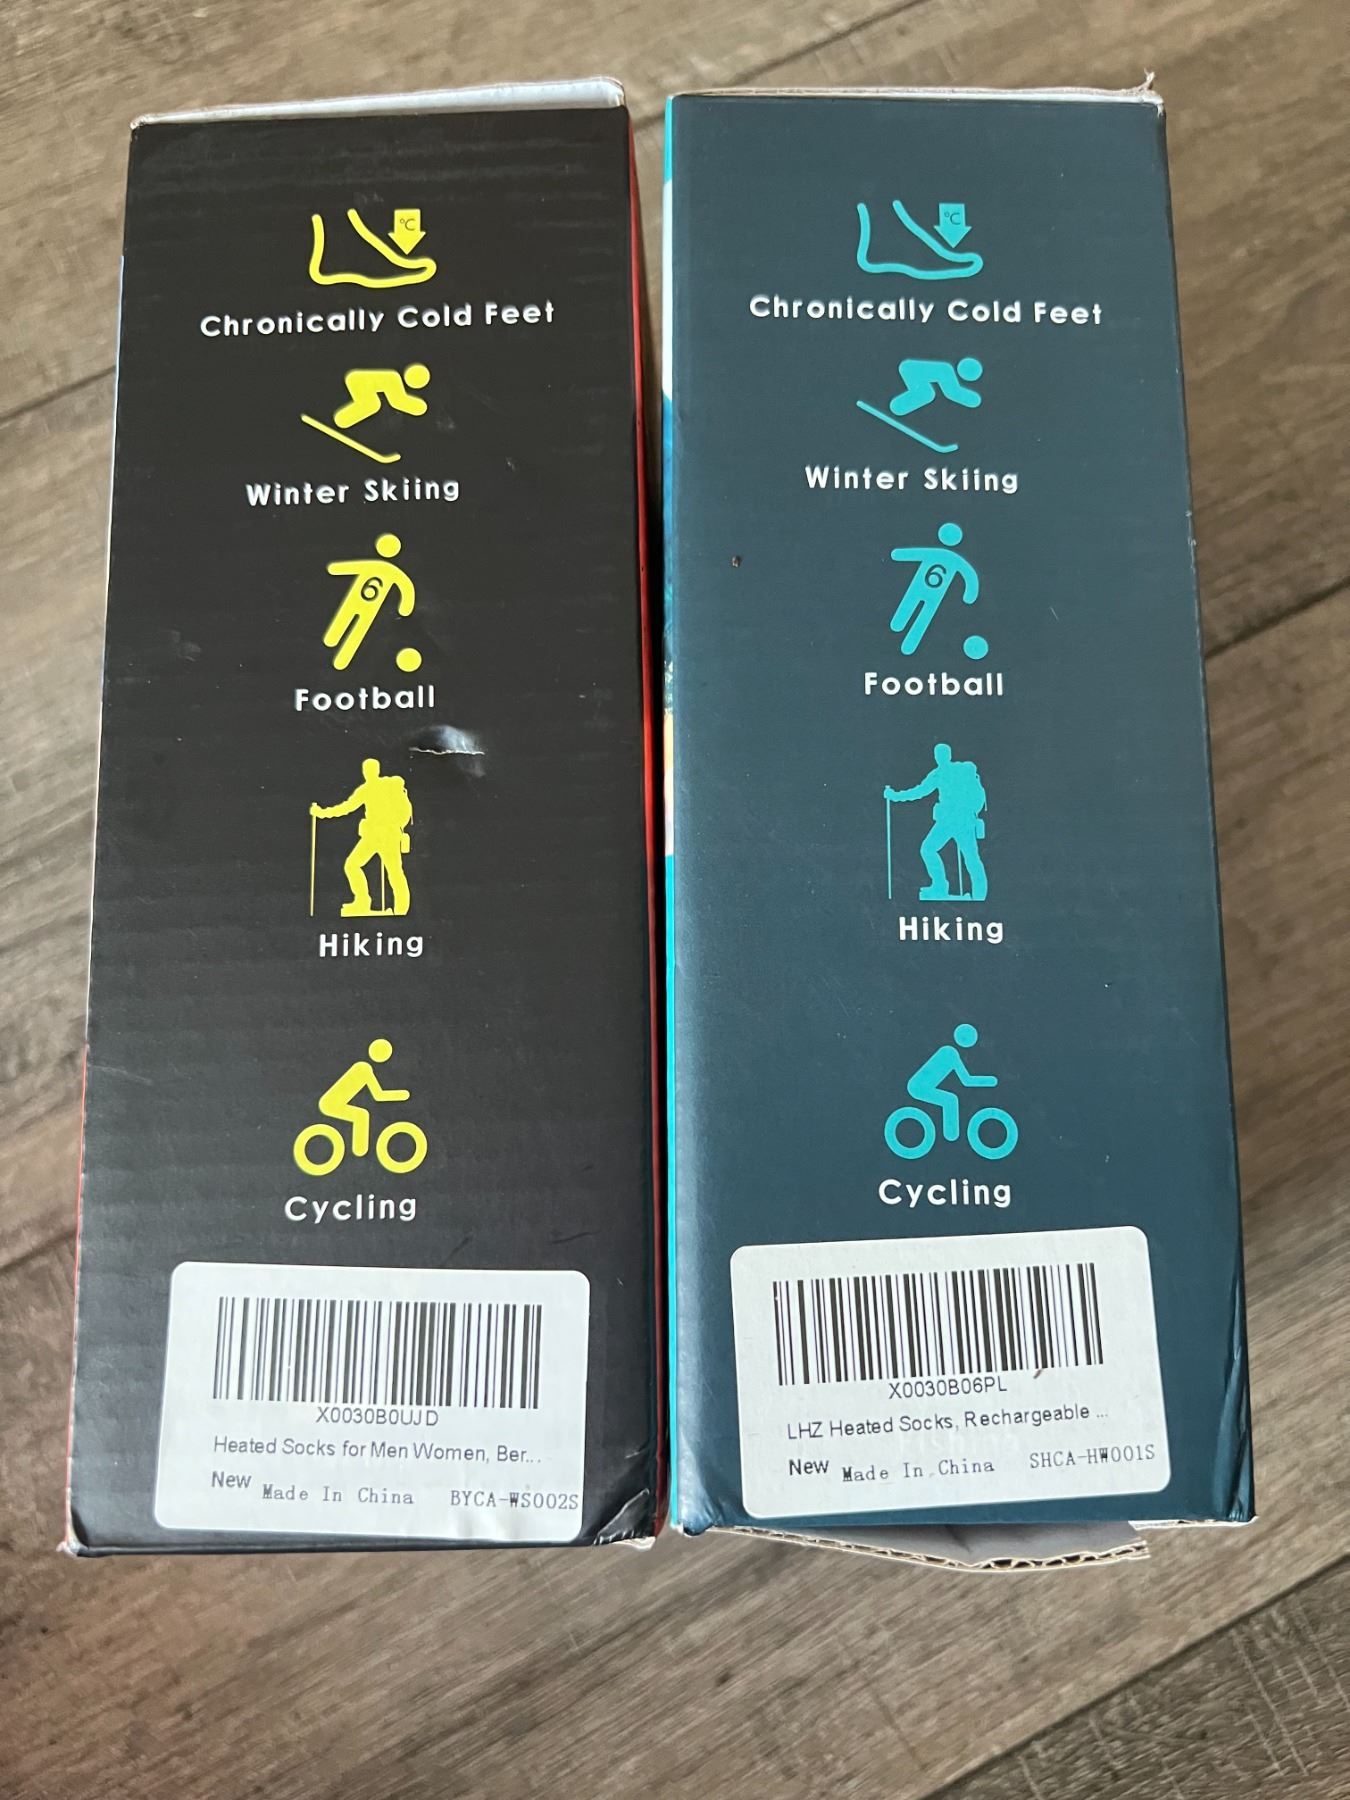 °C
Chronically Cold Feet
Winter Skiing
6
Football
Hiking
Cycling
X0030B0UJD
Heated Socks for Men Women, Ber...
New Made In China BYCA-WS002S
°C
Chronically Cold Feet
Winter Skiing
6
Football
Hiking
Cycling
X0030B06PL
LHZ Heated Socks, Rechargeable ...
New Made In China SHCA-HW001S